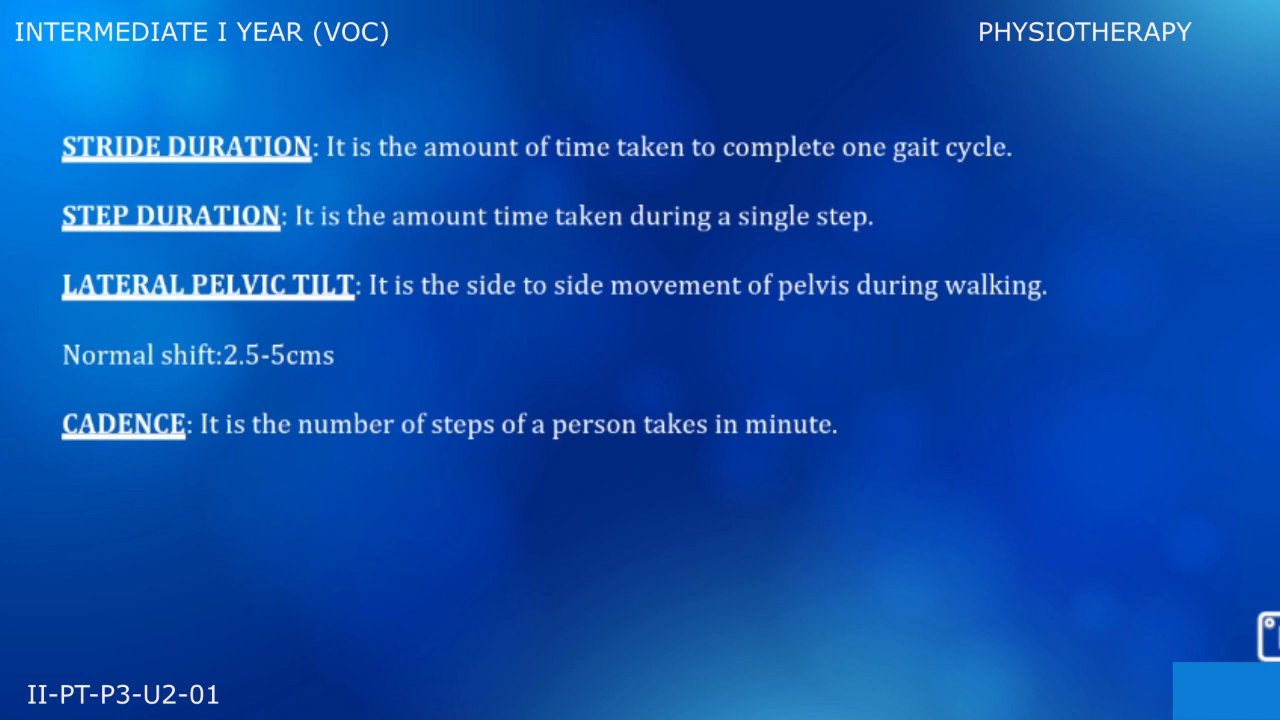 INTERMEDIATE I YEAR (VOC)
PHYSIOTHERAPY
STRIDE DURATION: It is the amount of time taken to complete one gait cycle.
STEP DURATION: It is the amount time taken during a single step.
LATERAL PELVIC TILT: It is the side to side movement of pelvis during walking.
Normal shift:2.5-5cms
CADENCE: It is the number of steps of a person takes in minute.
II-PT-P3-U2-01